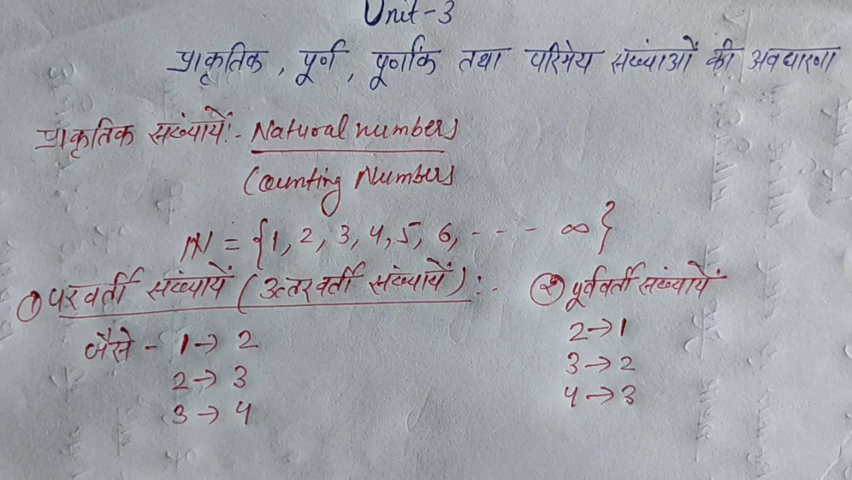 Unit-3
प्राकृतिक, पूर्ण, पूर्णांक तथा परिमेय संख्याओं की अवधारणा
प्राकृतिक संख्यायें:- Natural numbers
Counting Numbers
N = {1, 2, 3, 4, 5, 6, - - - - ∞}
① परवर्ती संख्यायें (उत्तरवर्ती संख्यायें) :-
जैसे - 1 → 2
2 → 3
3 → 4
② पूर्ववर्ती संख्यायें
2 → 1
3 → 2
4 → 3